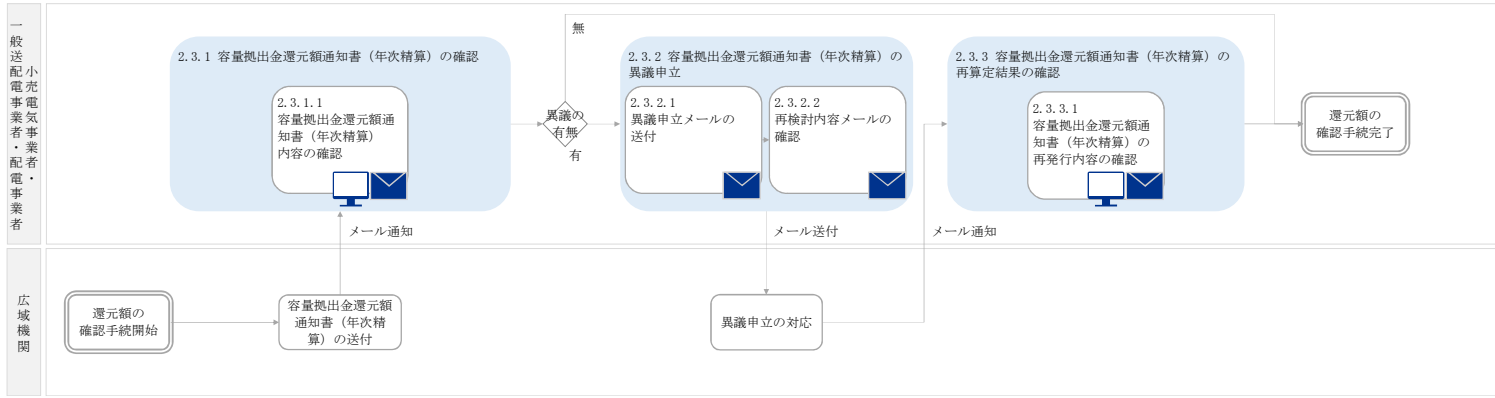 一般送配電事業者・配電事業者
小売電気事業者・
無
2.3.1 容量拠出金還元額通知書（年次精算）の確認
2.3.1.1
容量拠出金還元額通
知書（年次精算）
内容の確認
異議の
有無
有
2.3.2 容量拠出金還元額通知書（年次精算）の
異議申立
2.3.2.1
異議申立メールの
送付
2.3.2.2
再検討内容メールの
確認
2.3.3 容量拠出金還元額通知書（年次精算）の
再算定結果の確認
2.3.3.1
容量拠出金還元額通
知書（年次精算）の
再発行内容の確認
還元額の
確認手続完了
メール通知
メール送付
メール通知
広域機関
還元額の
確認手続開始
容量拠出金還元額
通知書（年次精
算）の送付
異議申立の対応